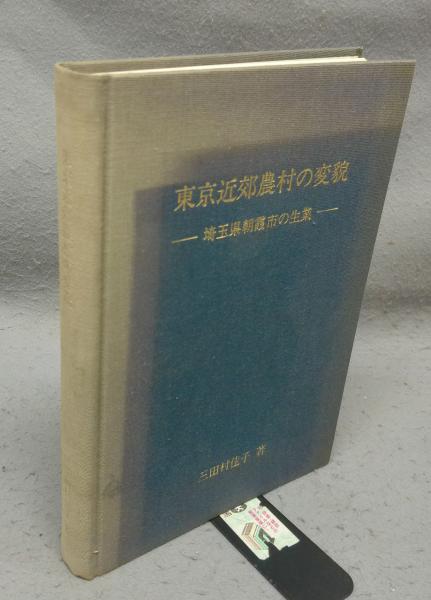 東京近郊農村の変貌
― 埼玉県朝霞市の生業 ―
三田村佳子 著